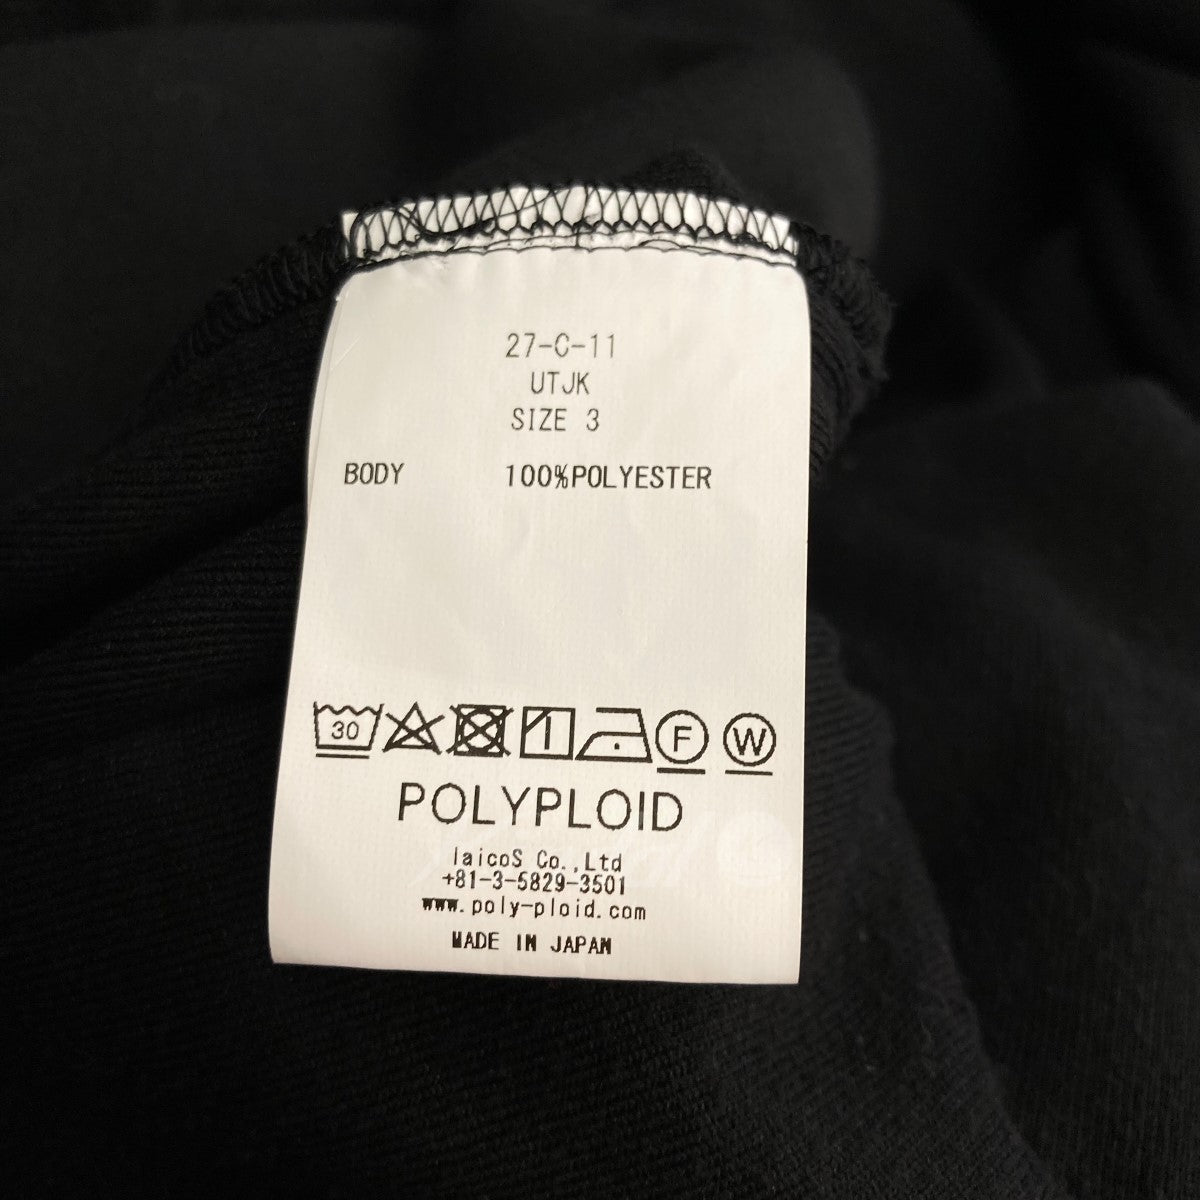 27-C-11
UTJK
SIZE 3
BODY 100%POLYESTER
30 F W
POLYPLOID
laicoS Co.,Ltd
+81-3-5829-3501
www.poly-ploid.com
MADE IN JAPAN